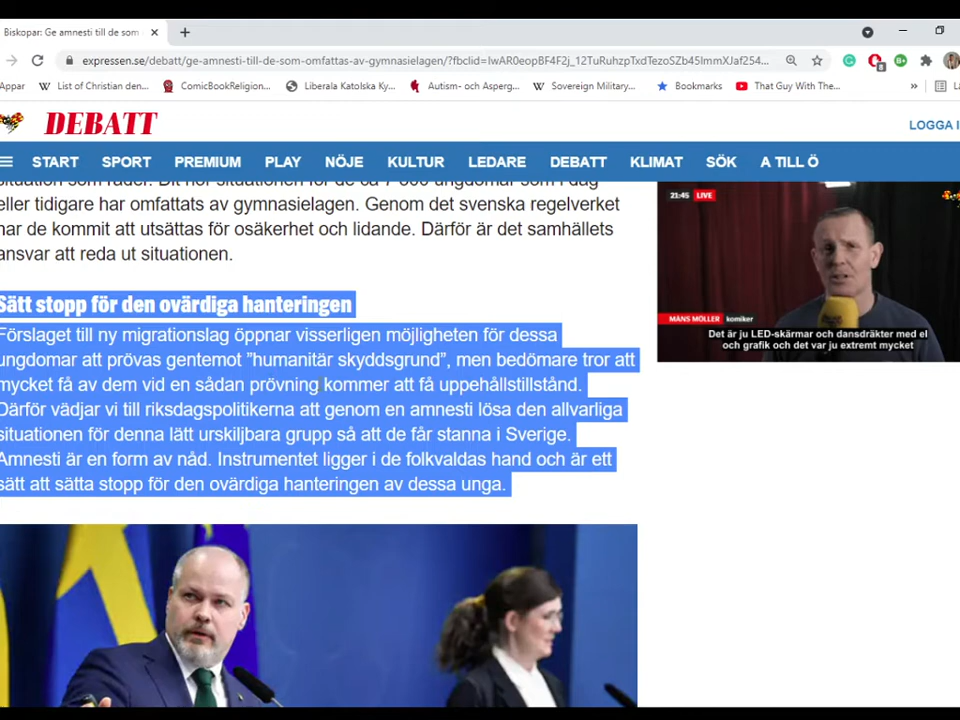 Biskopar: Ge amnesti till de som
expressen.se/debatt/ge-amnesti-till-de-som-omfattas-av-gymnasielagen/?fbclid=IwAR0eopBF4F2j_12TuRuhzpTxdTezoSZb45ImmXJaf254...
Appar
List of Christian den...
ComicBookReligion...
Liberala Katolska Ky...
Autism- och Asperg...
Sovereign Military...
Bookmarks
That Guy With The...
DEBATT
LOGGA I
START SPORT PREMIUM PLAY NÖJE KULTUR LEDARE DEBATT KLIMAT SÖK A TILL Ö
situation som råder. Dit hör situationen för de ca 7 000 ungdomar som i dag
eller tidigare har omfattats av gymnasielagen. Genom det svenska regelverket
har de kommit att utsättas för osäkerhet och lidande. Därför är det samhällets
ansvar att reda ut situationen.
Sätt stopp för den ovärdiga hanteringen
Förslaget till ny migrationslag öppnar visserligen möjligheten för dessa
ungdomar att prövas gentemot ”humanitär skyddsgrund”, men bedömare tror att
mycket få av dem vid en sådan prövning kommer att få uppehållstillstånd.
Därför vädjar vi till riksdagspolitikerna att genom en amnesti lösa den allvarliga
situationen för denna lätt urskiljbara grupp så att de får stanna i Sverige.
Amnesti är en form av nåd. Instrumentet ligger i de folkvaldas hand och är ett
sätt att sätta stopp för den ovärdiga hanteringen av dessa unga.
21:45 LIVE
MÅNS MÖLLER komiker
Det är ju LED-skärmar och dansdräkter med el
och grafik och det var ju extremt mycket